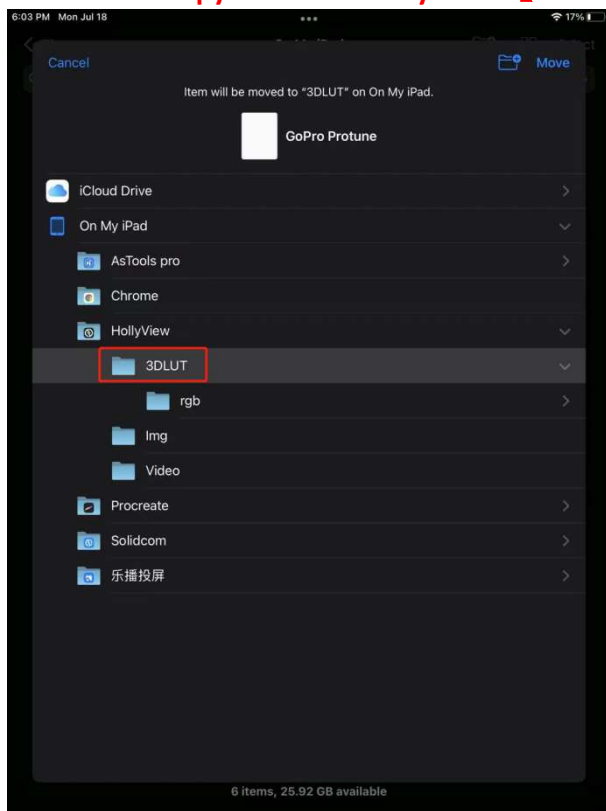 6:03 PM Mon Jul 18
17%
Cancel
Move
Item will be moved to "3DLUT" on On My iPad.
GoPro Protune
iCloud Drive
On My iPad
AsTools pro
Chrome
HollyView
3DLUT
rgb
Img
Video
Procreate
Solidcom
乐播投屏
6 items, 25.92 GB available